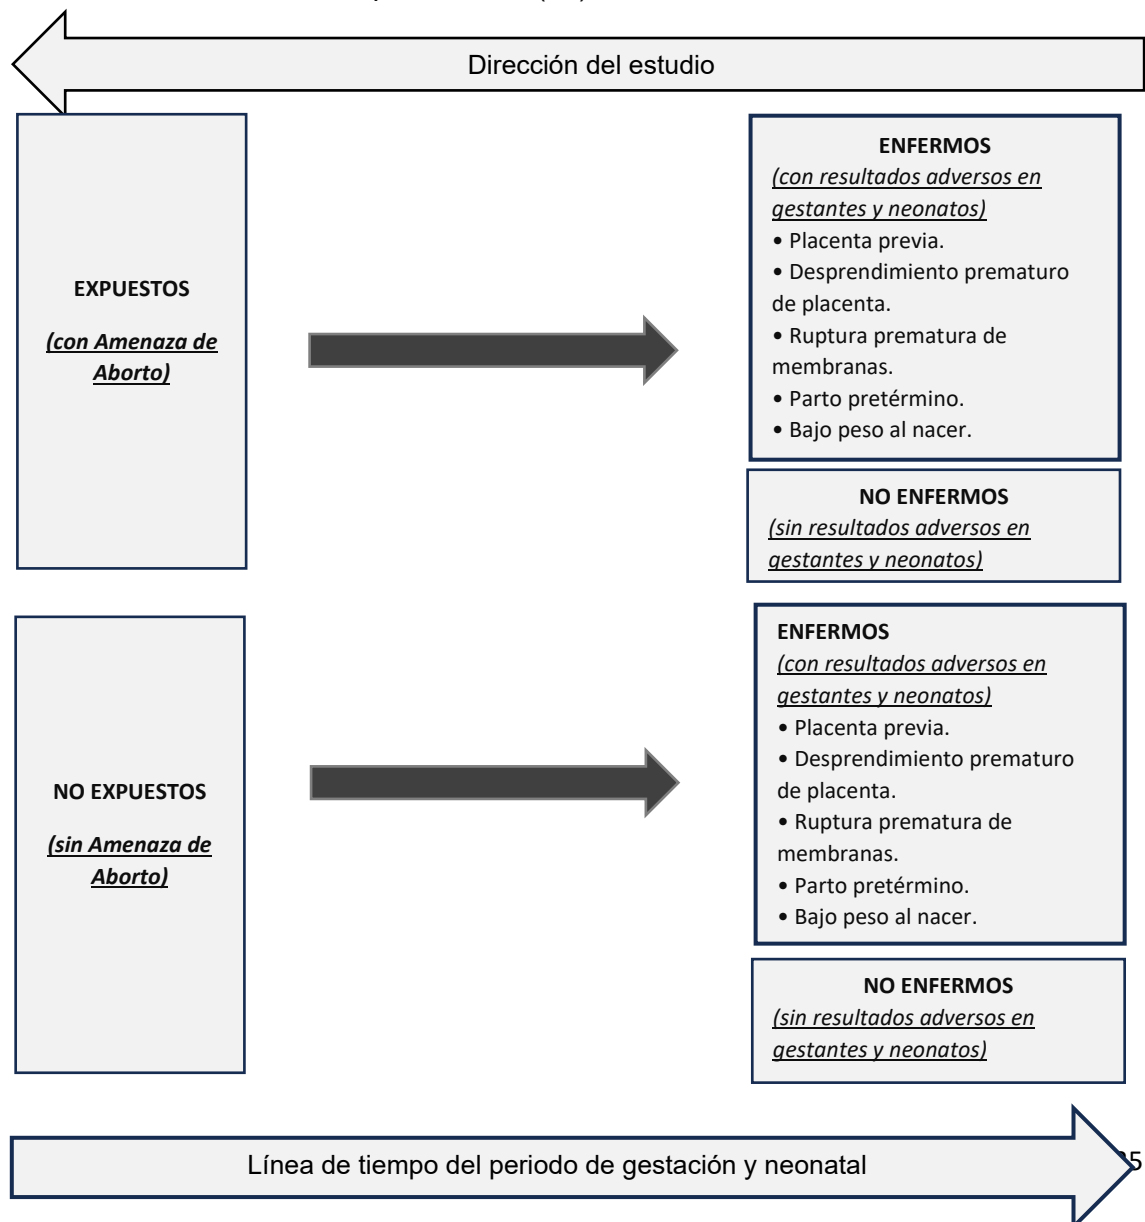 Dirección del estudio
EXPUESTOS
(con Amenaza de
Aborto)
ENFERMOS
(con resultados adversos en
gestantes y neonatos)
• Placenta previa.
• Desprendimiento prematuro
de placenta.
• Ruptura prematura de
membranas.
• Parto pretérmino.
• Bajo peso al nacer.
NO ENFERMOS
(sin resultados adversos en
gestantes y neonatos)
NO EXPUESTOS
(sin Amenaza de
Aborto)
ENFERMOS
(con resultados adversos en
gestantes y neonatos)
• Placenta previa.
• Desprendimiento prematuro
de placenta.
• Ruptura prematura de
membranas.
• Parto pretérmino.
• Bajo peso al nacer.
NO ENFERMOS
(sin resultados adversos en
gestantes y neonatos)
Línea de tiempo del periodo de gestación y neonatal